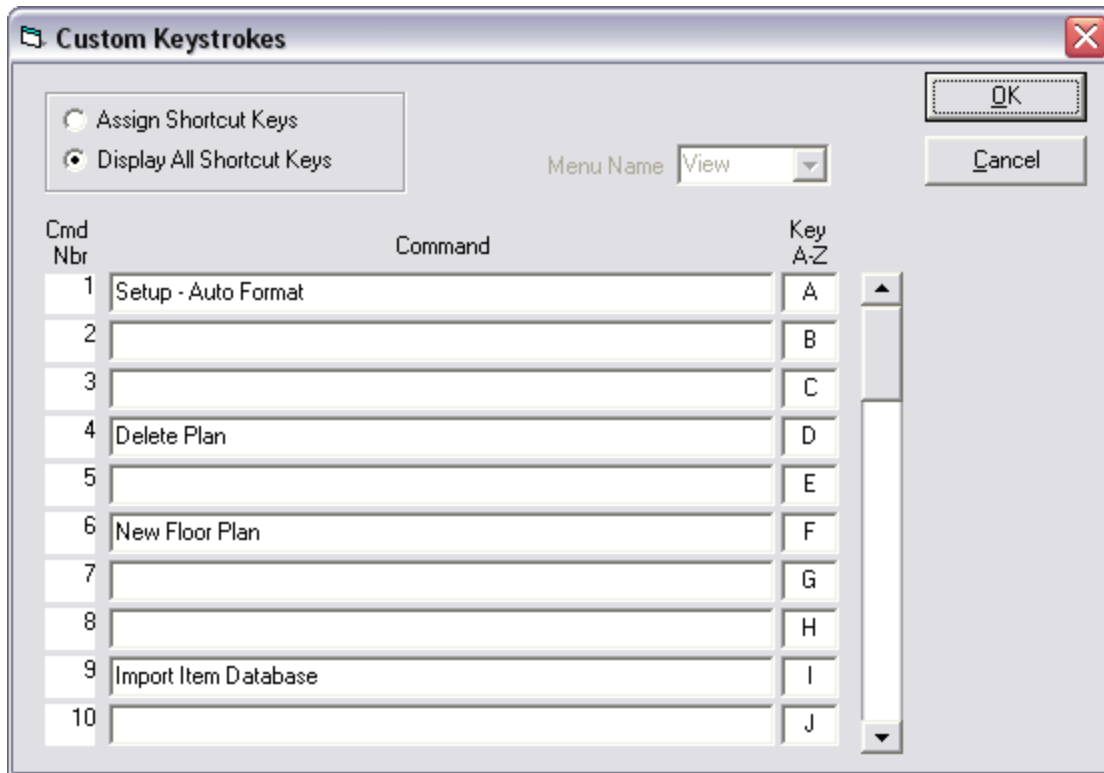 Custom Keystrokes
Assign Shortcut Keys
Display All Shortcut Keys
Menu Name View
OK
Cancel
Cmd Nbr Command Key A-Z
1 Setup - Auto Format A
2 B
3 C
4 Delete Plan D
5 E
6 New Floor Plan F
7 G
8 H
9 Import Item Database I
10 J